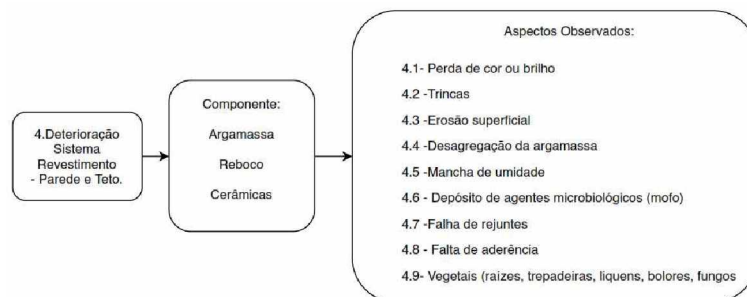 4.Deterioração
Sistema
Revestimento
- Parede e Teto.
Componente:
Argamassa
Reboco
Cerâmicas
Aspectos Observados:
4.1- Perda de cor ou brilho
4.2 -Trincas
4.3 - Erosão superficial
4.4 - Desagregação da argamassa
4.5 - Mancha de umidade
4.6 - Depósito de agentes microbiológicos (mofo)
4.7 - Falha de rejuntes
4.8 - Falta de aderência
4.9- Vegetais (raízes, trepadeiras, liquens, bolores, fungos